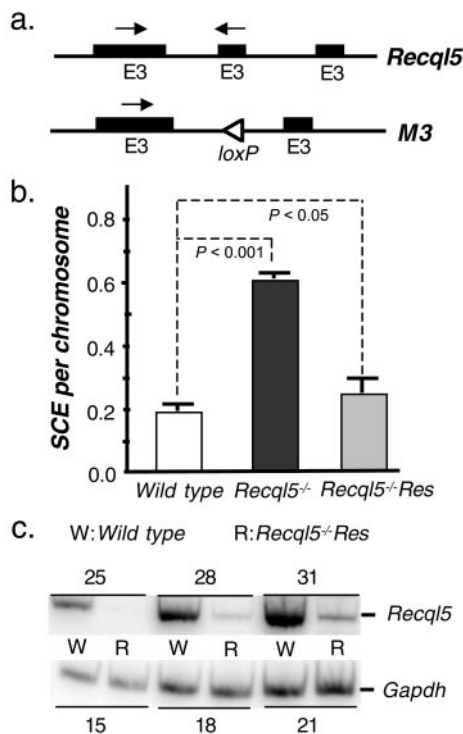 a.
E3 E3 E3 Recql5
E3 loxP E3 M3
b.
0.8
0.6
0.4
0.2
0.0
SCE per chromosome
P < 0.05
P < 0.001
Wild type Recql5-/- Recql5-/-Res
c. W:Wild type R:Recql5-/-Res
25 28 31
Recql5
W R W R W R
Gapdh
15 18 21